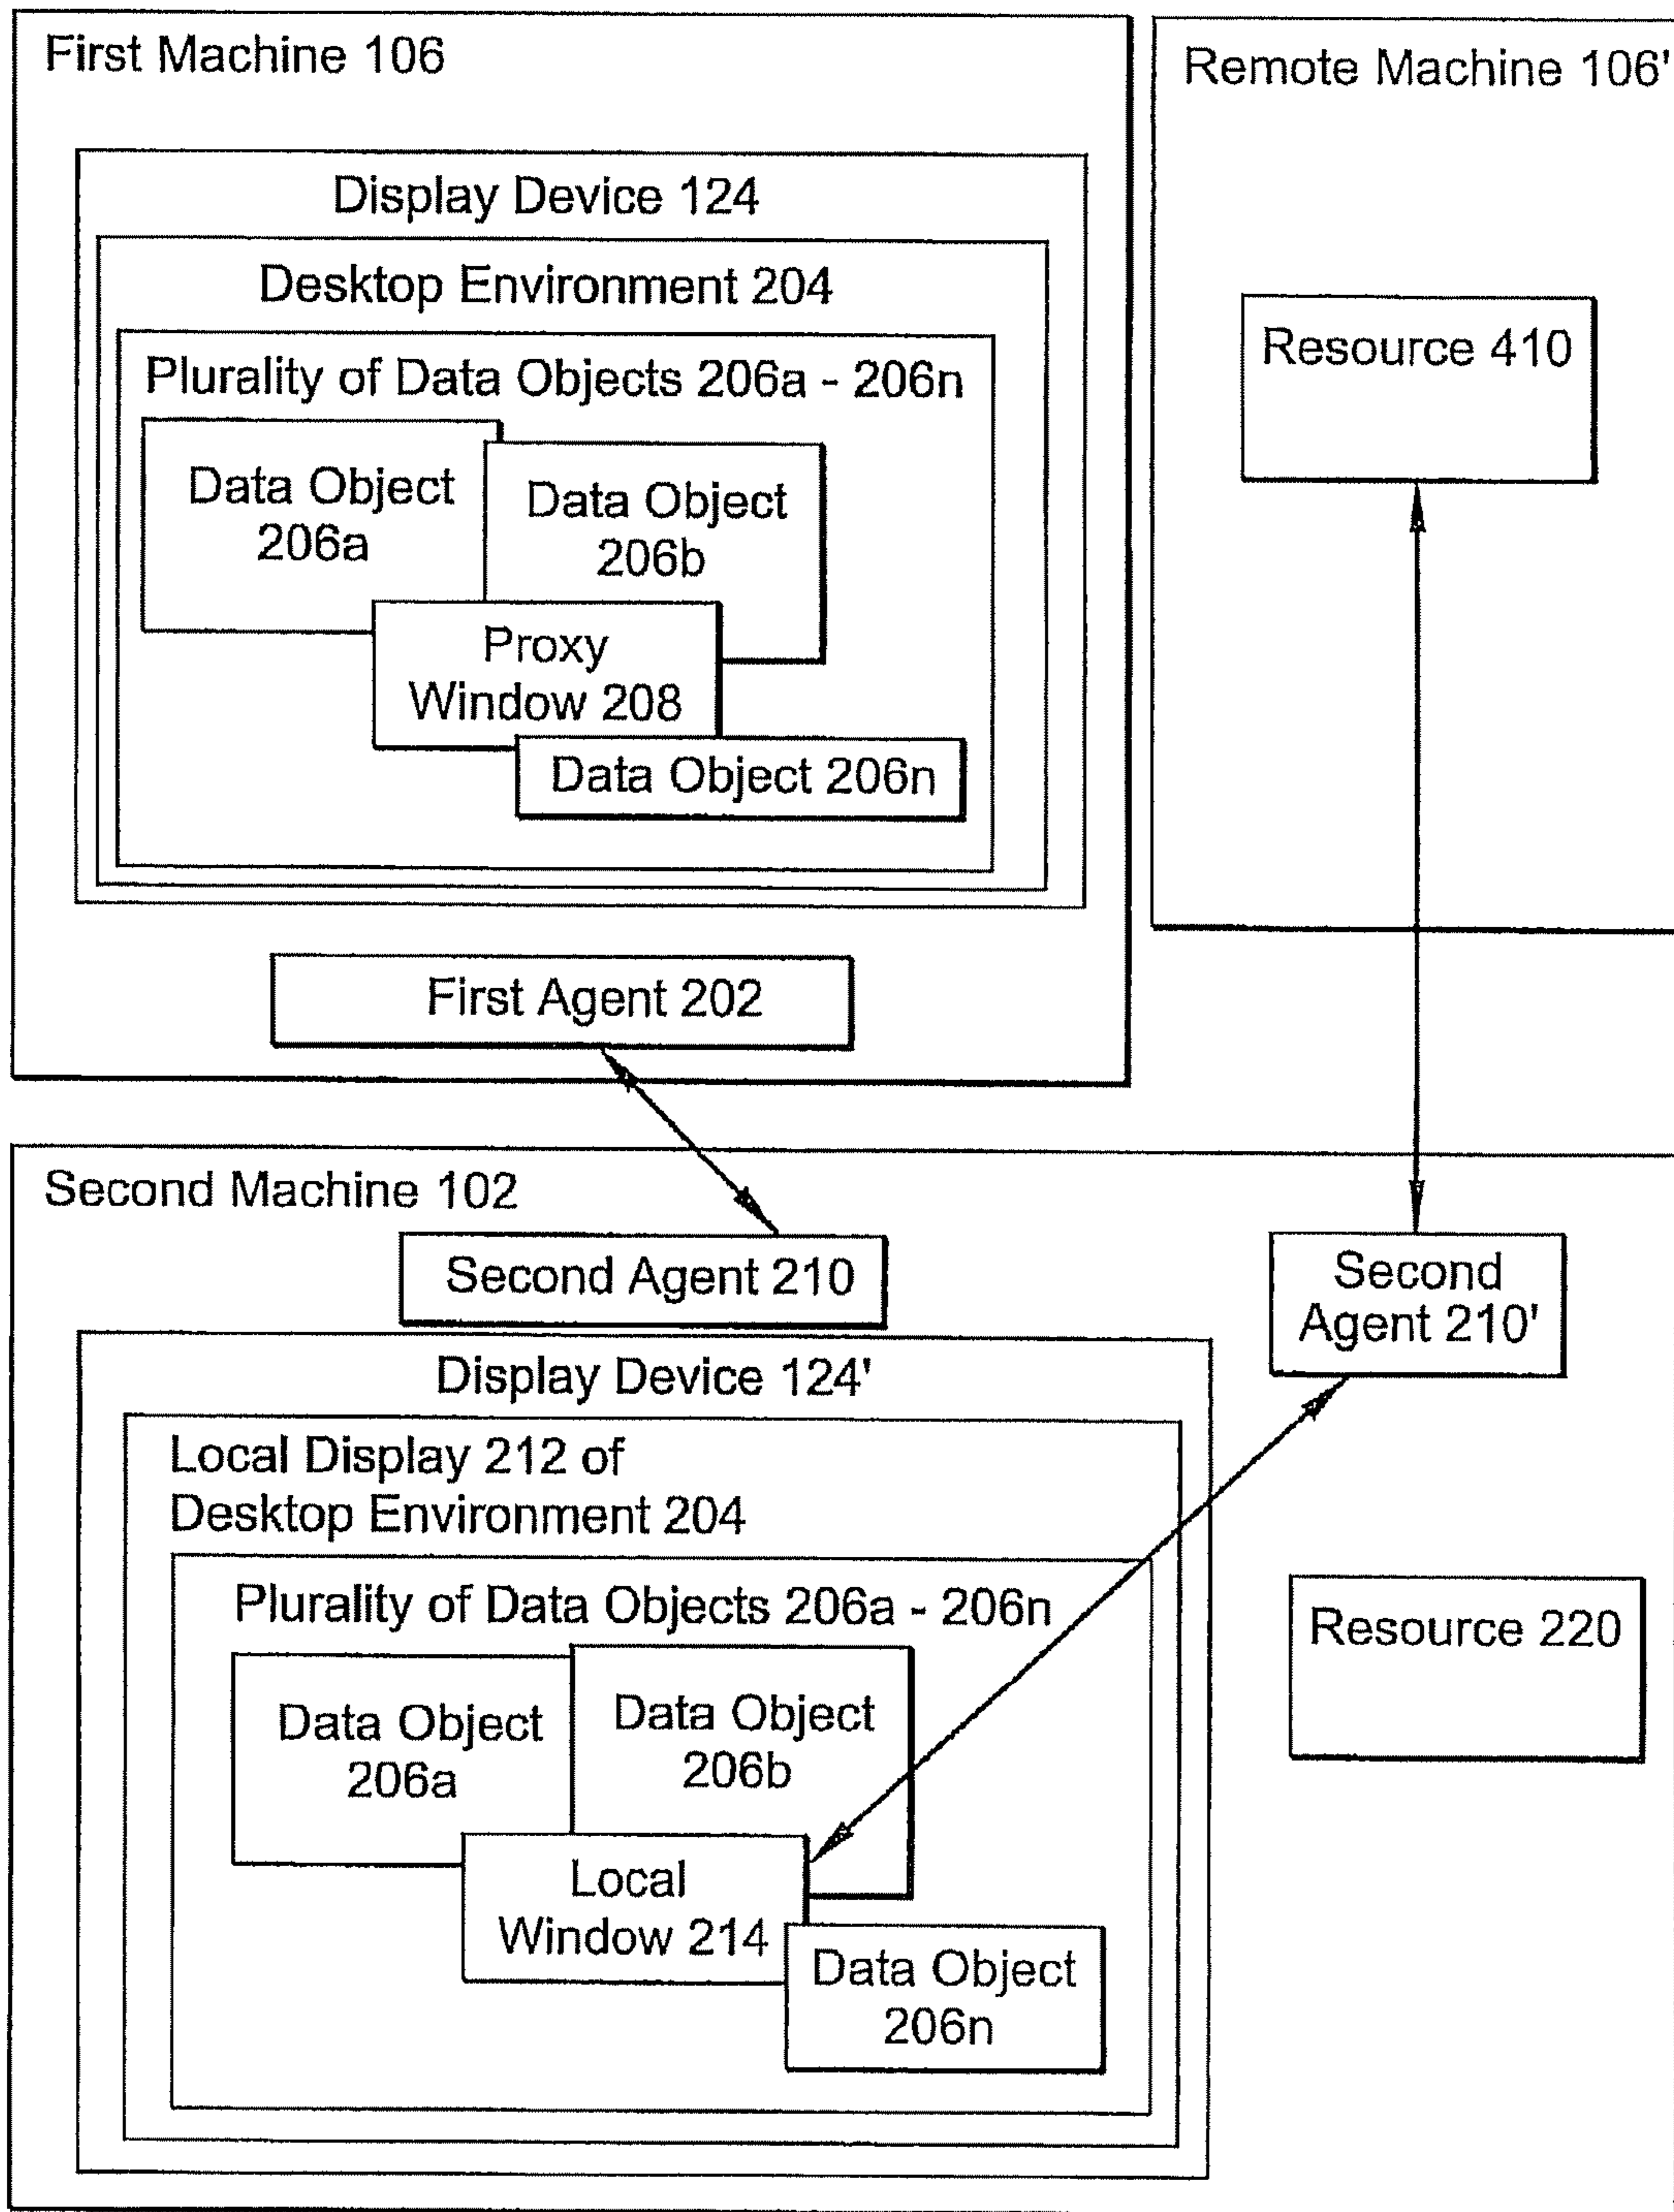 First Machine 106
Display Device 124
Desktop Environment 204
Plurality of Data Objects 206a - 206n
Data Object
206a
Data Object
206b
Proxy
Window 208
Data Object 206n
First Agent 202
Remote Machine 106'
Resource 410
Second Machine 102
Second Agent 210
Second
Agent 210'
Display Device 124'
Local Display 212 of
Desktop Environment 204
Plurality of Data Objects 206a - 206n
Data Object
206a
Data Object
206b
Local
Window 214
Data Object
206n
Resource 220